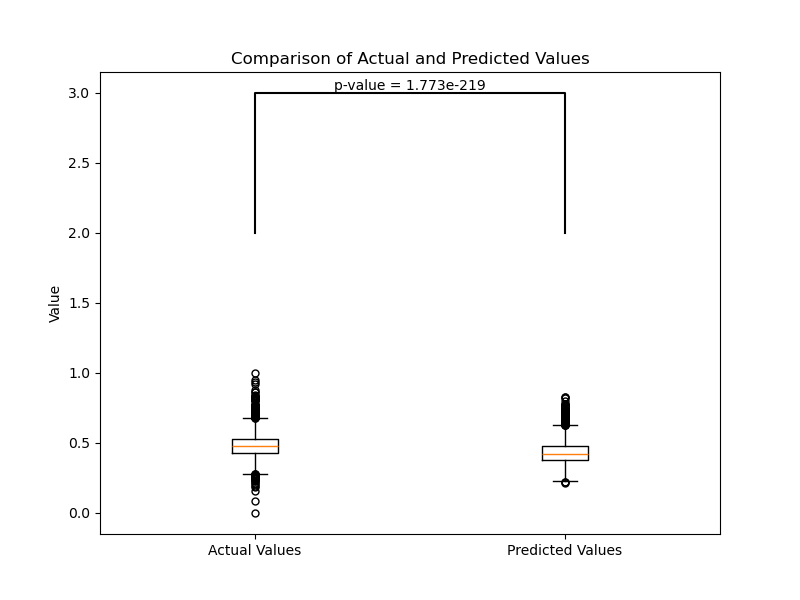 Comparison of Actual and Predicted Values
p-value = 1.773e-219
3.0
2.5
2.0
1.5
1.0
0.5
0.0
Value
Actual Values
Predicted Values